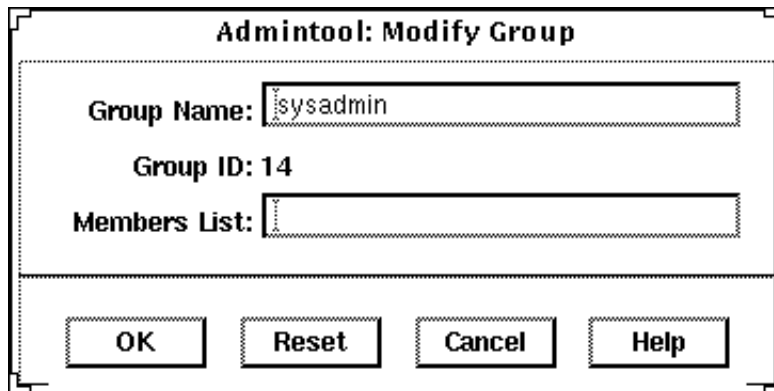 Admintool: Modify Group
Group Name: sysadmin
Group ID: 14
Members List:
OK Reset Cancel Help